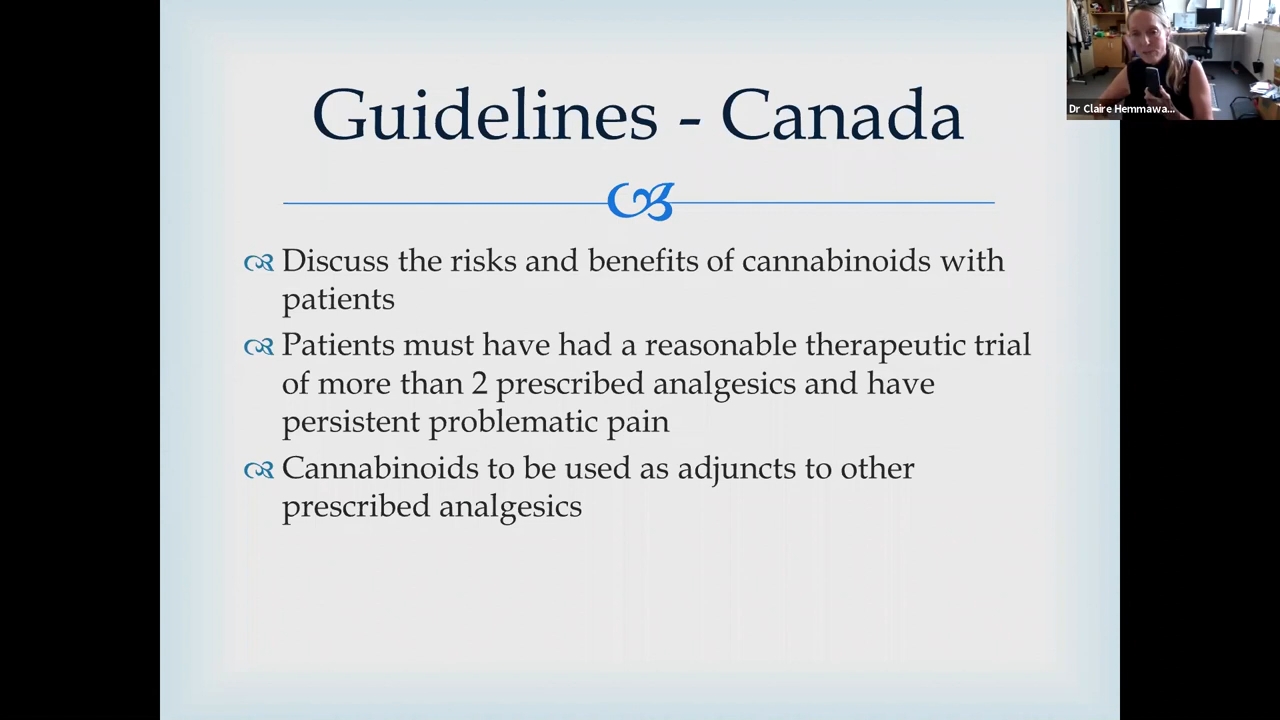 Guidelines - Canada
Discuss the risks and benefits of cannabinoids with
patients
Patients must have had a reasonable therapeutic trial
of more than 2 prescribed analgesics and have
persistent problematic pain
Cannabinoids to be used as adjuncts to other
prescribed analgesics
Dr Claire Hemmawa...